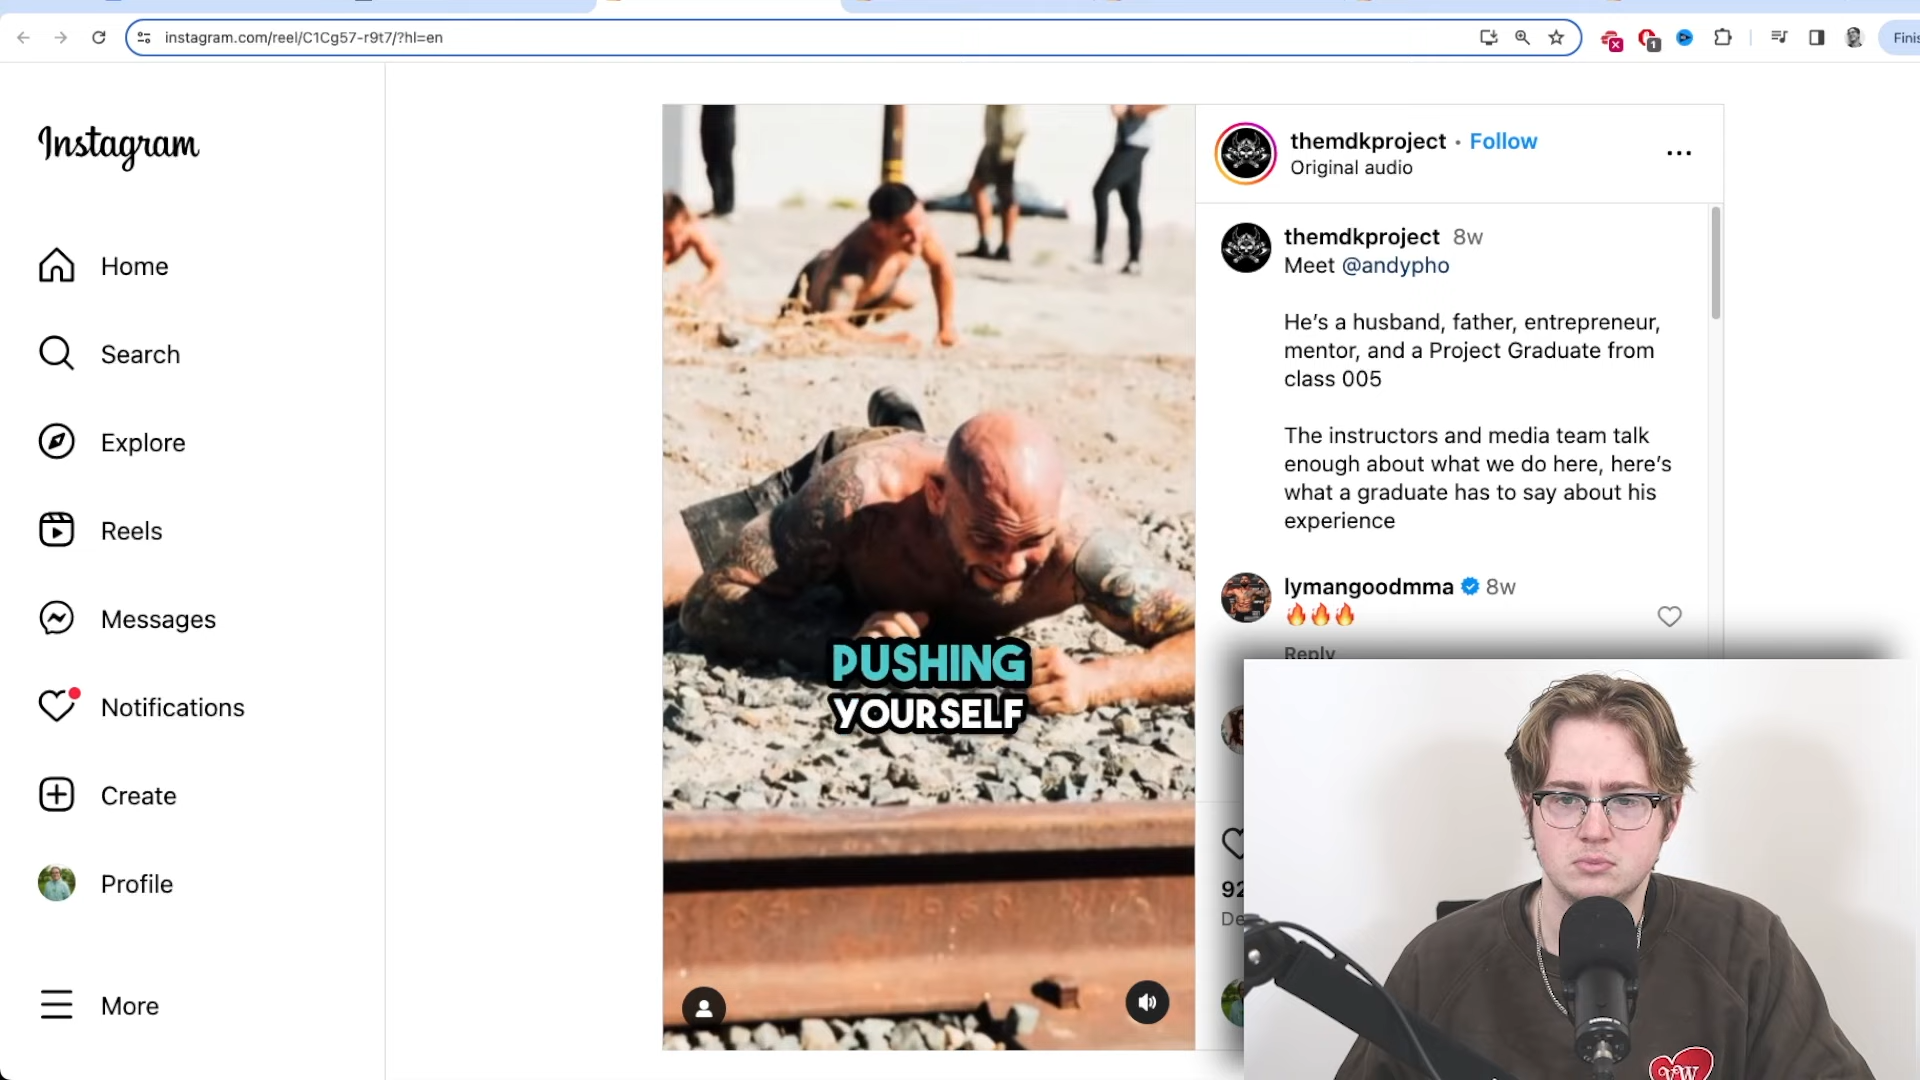 instagram.com/reel/C1Cg57-r9t7/?hl=en
1
Instagram
Home
Search
Explore
Reels
Messages
Notifications
Create
Profile
More
PUSHING
YOURSELF
themdkproject • Follow
Original audio
themdkproject 8w
Meet @andypho
He’s a husband, father, entrepreneur,
mentor, and a Project Graduate from
class 005
The instructors and media team talk
enough about what we do here, here’s
what a graduate has to say about his
experience
lymangoodmma 8w
🔥🔥🔥
Reply
VW